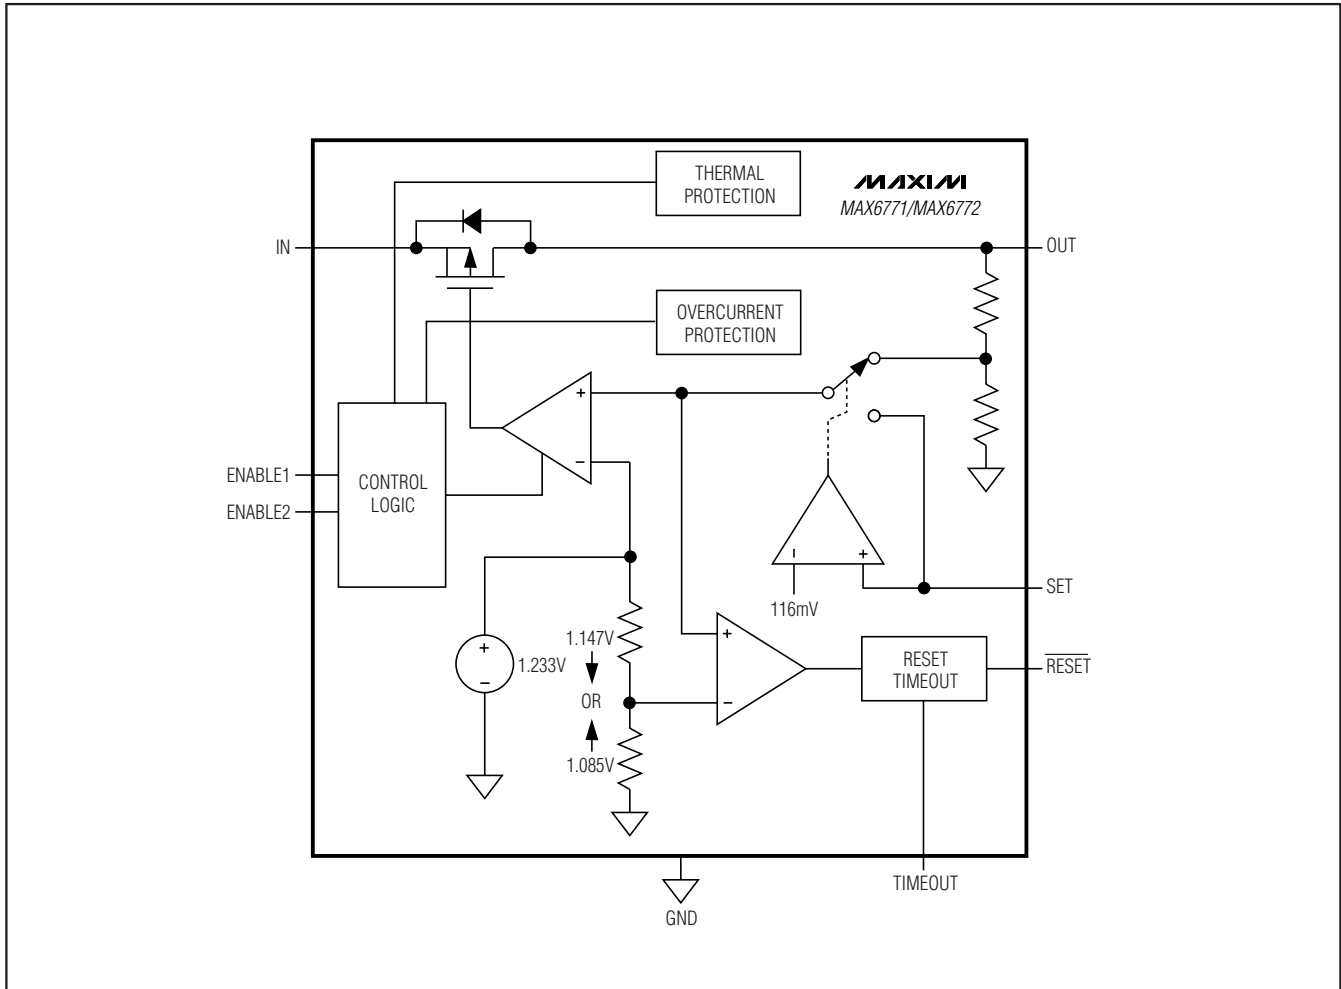 THERMAL
PROTECTION
MAXIM
MAX6771/MAX6772
IN
OUT
OVERCURRENT
PROTECTION
+
−
ENABLE1
ENABLE2
CONTROL
LOGIC
− +
116mV
SET
1.147V
+
−
1.233V
OR
1.085V
+
−
RESET
TIMEOUT
RESET
TIMEOUT
GND